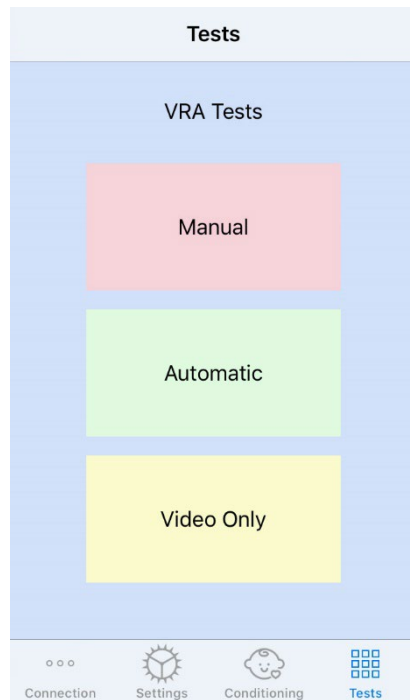 Tests
VRA Tests
Manual
Automatic
Video Only
Connection Settings Conditioning Tests